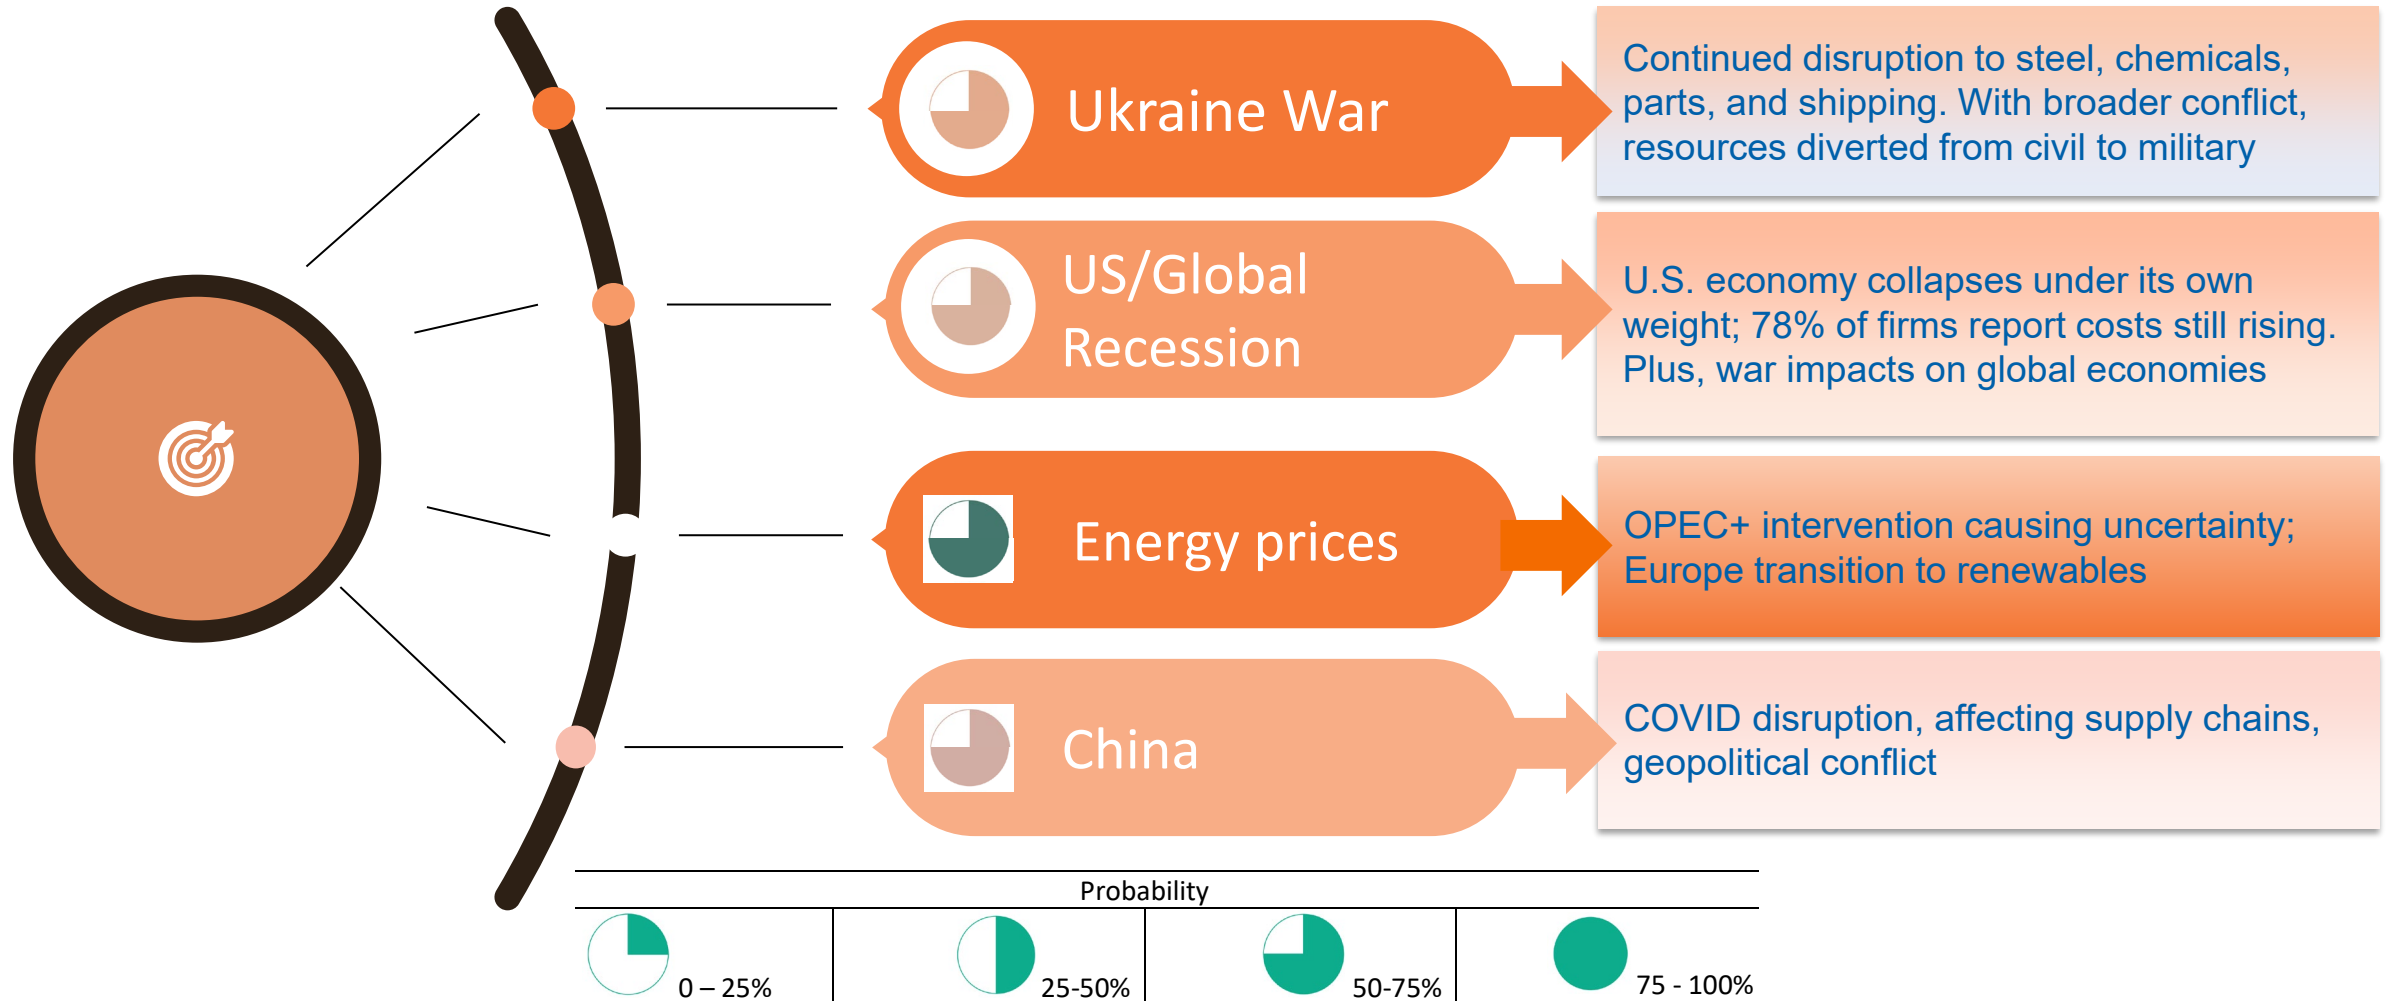 Ukraine War
Continued disruption to steel, chemicals,
parts, and shipping. With broader conflict,
resources diverted from civil to military
US/Global
Recession
U.S. economy collapses under its own
weight; 78% of firms report costs still rising.
Plus, war impacts on global economies
Energy prices
OPEC+ intervention causing uncertainty;
Europe transition to renewables
China
COVID disruption, affecting supply chains,
geopolitical conflict
Probability
0 – 25%
25-50%
50-75%
75 - 100%